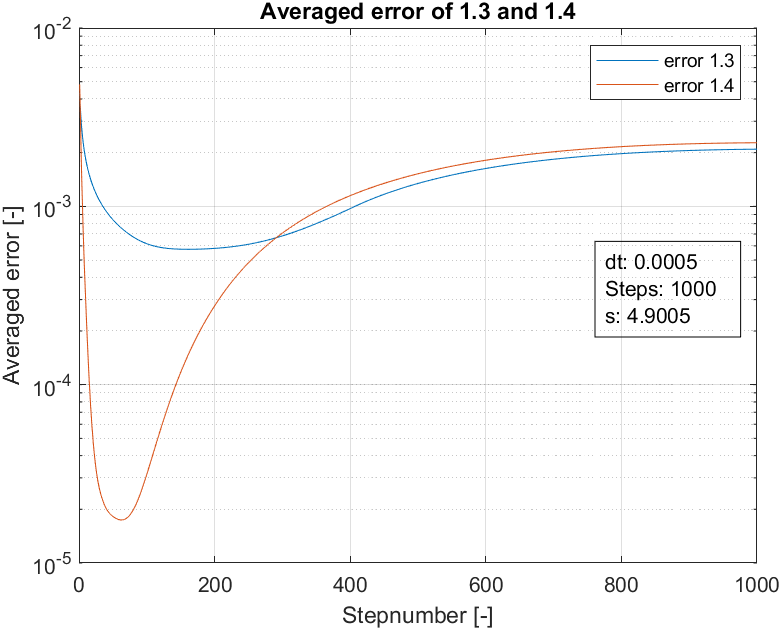 Averaged error of 1.3 and 1.4
10-2
10-3
10-4
10-5
Averaged error [-]
error 1.3
error 1.4
dt: 0.0005
Steps: 1000
s: 4.9005
0 200 400 600 800 1000
Stepnumber [-]